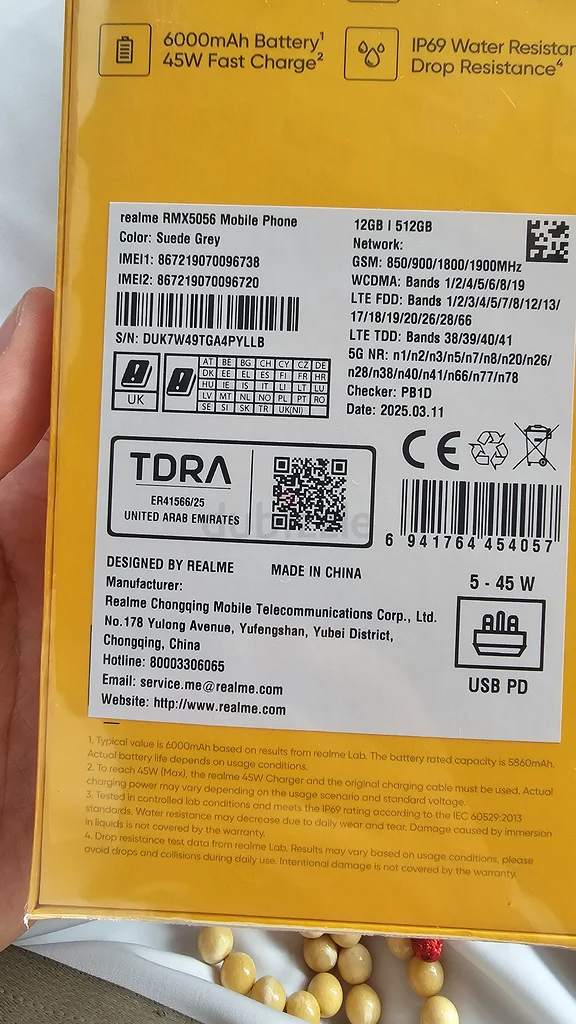 6000mAh Battery¹
45W Fast Charge²
IP69 Water Resistan
Drop Resistance⁴
realme RMX5056 Mobile Phone
Color: Suede Grey
IMEI1: 867219070096738
IMEI2: 867219070096720
S/N: DUK7W49TGA4PYLLB
12GB | 512GB
Network:
GSM: 850/900/1800/1900MHz
WCDMA: Bands 1/2/4/5/6/8/19
LTE FDD: Bands 1/2/3/4/5/7/8/12/13/
17/18/19/20/26/28/66
LTE TDD: Bands 38/39/40/41
5G NR: n1/n2/n3/n5/n7/n8/n20/n26/
n28/n38/n40/n41/n66/n77/n78
Checker: PB1D
Date: 2025.03.11
UK
AT BE BG CH CY CZ DE
DK EE EL ES FI FR HR
HU IE IS IT LI LT LU
LV MT NL NO PL PT RO
SE SI SK TR UK(NI)
TDRA
ER41566/25
UNITED ARAB EMIRATES
CE
6 941764 454057
dubizzle
DESIGNED BY REALME MADE IN CHINA
Manufacturer:
Realme Chongqing Mobile Telecommunications Corp., Ltd.
No.178 Yulong Avenue, Yufengshan, Yubei District,
Chongqing, China
Hotline: 80003306065
Email: service.me@realme.com
Website: http://www.realme.com
5 - 45 W
USB PD
1. Typical value is 6000mAh based on results from realme Lab. The battery rated capacity is 5860mAh.
Actual battery life depends on usage conditions.
2. To reach 45W (Max), the realme 45W Charger and the original charging cable must be used. Actual
charging power may vary depending on the usage scenario and standard voltage.
3. Tested in controlled lab conditions and meets the IP69 rating according to the IEC 60529:2013
standards. Water resistance may decrease due to daily wear and tear. Damage caused by immersion
in liquids is not covered by the warranty.
4. Drop resistance test data from realme Lab. Results may vary based on usage conditions, please
avoid drops and collisions during daily use. Intentional damage is not covered by the warranty.